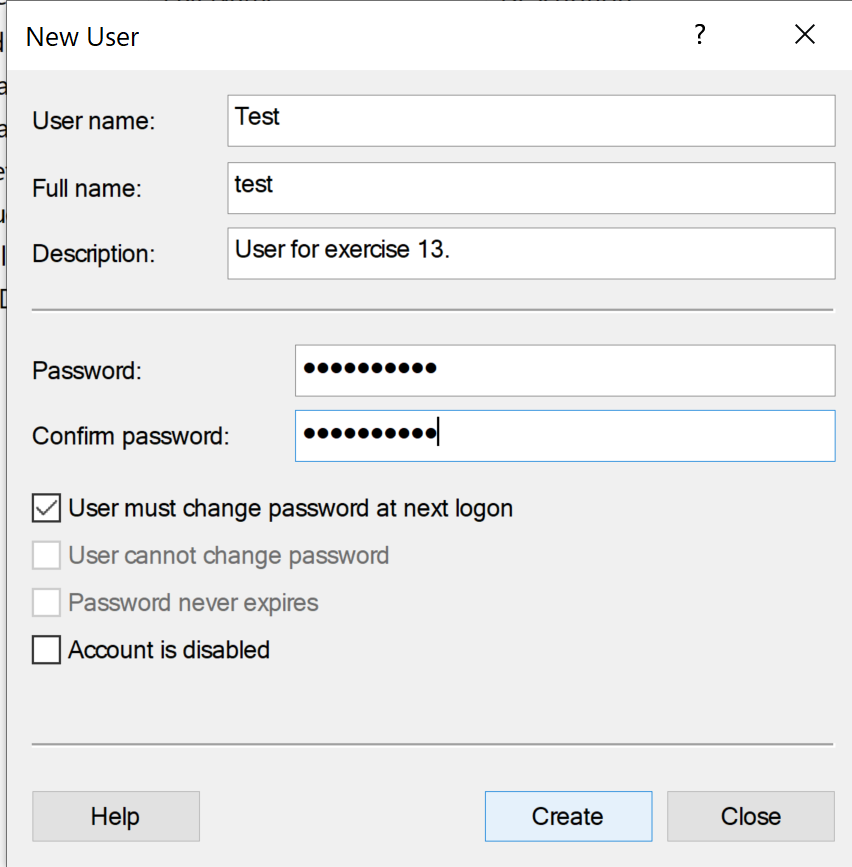 New User
?
User name:
Test
Full name:
test
Description:
User for exercise 13.
Password:
●●●●●●●●●●
Confirm password:
●●●●●●●●●●
User must change password at next logon
User cannot change password
Password never expires
Account is disabled
Help
Create
Close